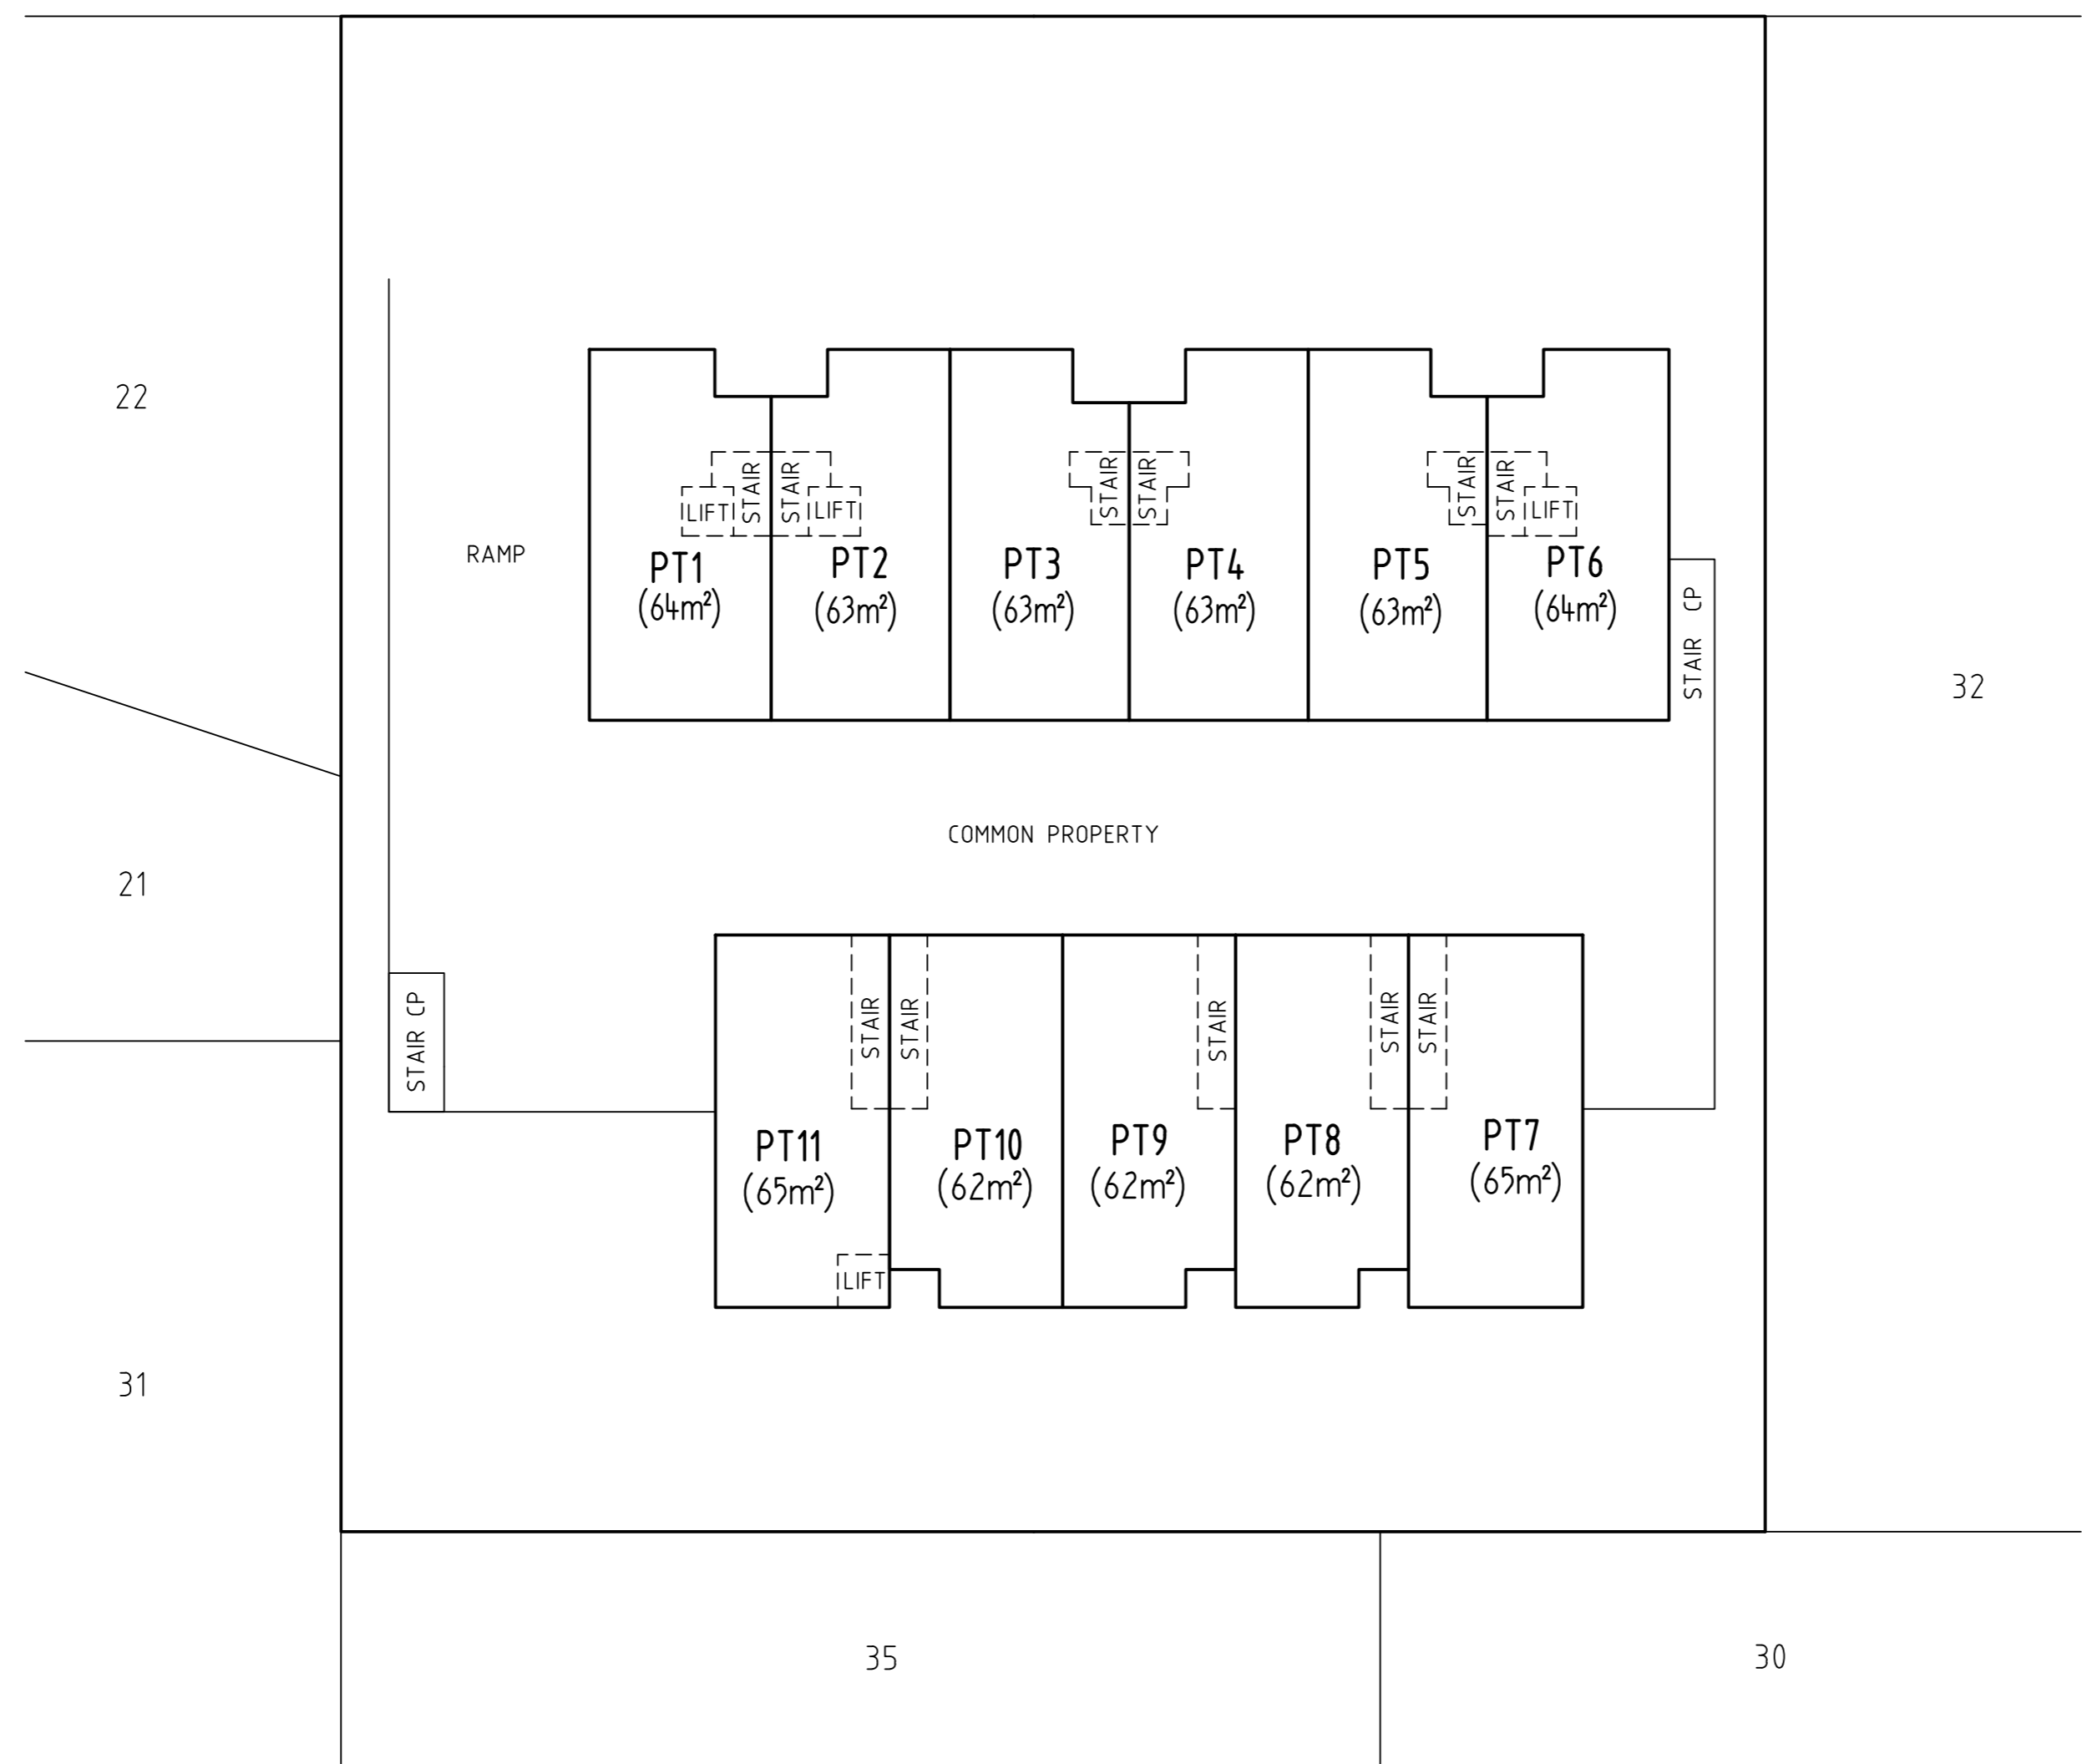 22
STAIR
STAIR
STAIR
STAIR
STAIR
STAIR
LIFT
LIFT
LIFT
RAMP
PT1
(64m²)
PT2
(63m²)
PT3
(63m²)
PT4
(63m²)
PT5
(63m²)
PT6
(64m²)
STAIR CP
32
COMMON PROPERTY
21
STAIR CP
STAIR
STAIR
STAIR
STAIR
STAIR
PT11
(65m²)
PT10
(62m²)
PT9
(62m²)
PT8
(62m²)
PT7
(65m²)
LIFT
31
35
30